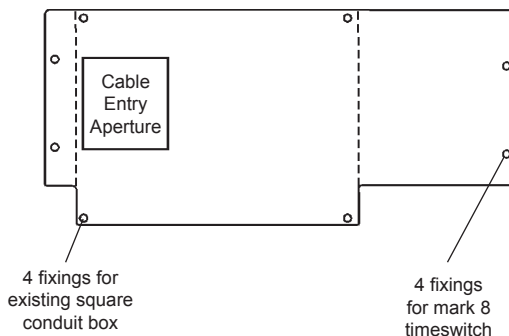 Cable
Entry
Aperture
4 fixings for
existing square
conduit box
4 fixings
for mark 8
timeswitch